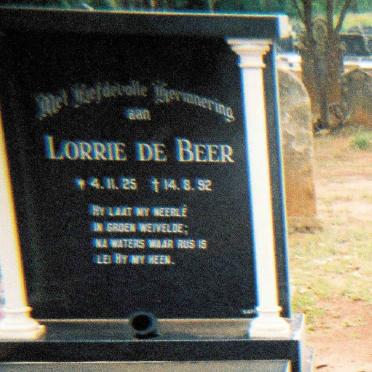 Met Liefdevolle Herinnering
aan
LORRIE DE BEER
* 4.11.25 † 14.8.92
HY LAAT MY NEERLÊ
IN GROEN WEIVELDE;
NA WATERS WAAR RUS IS
LEI HY MY HEEN.